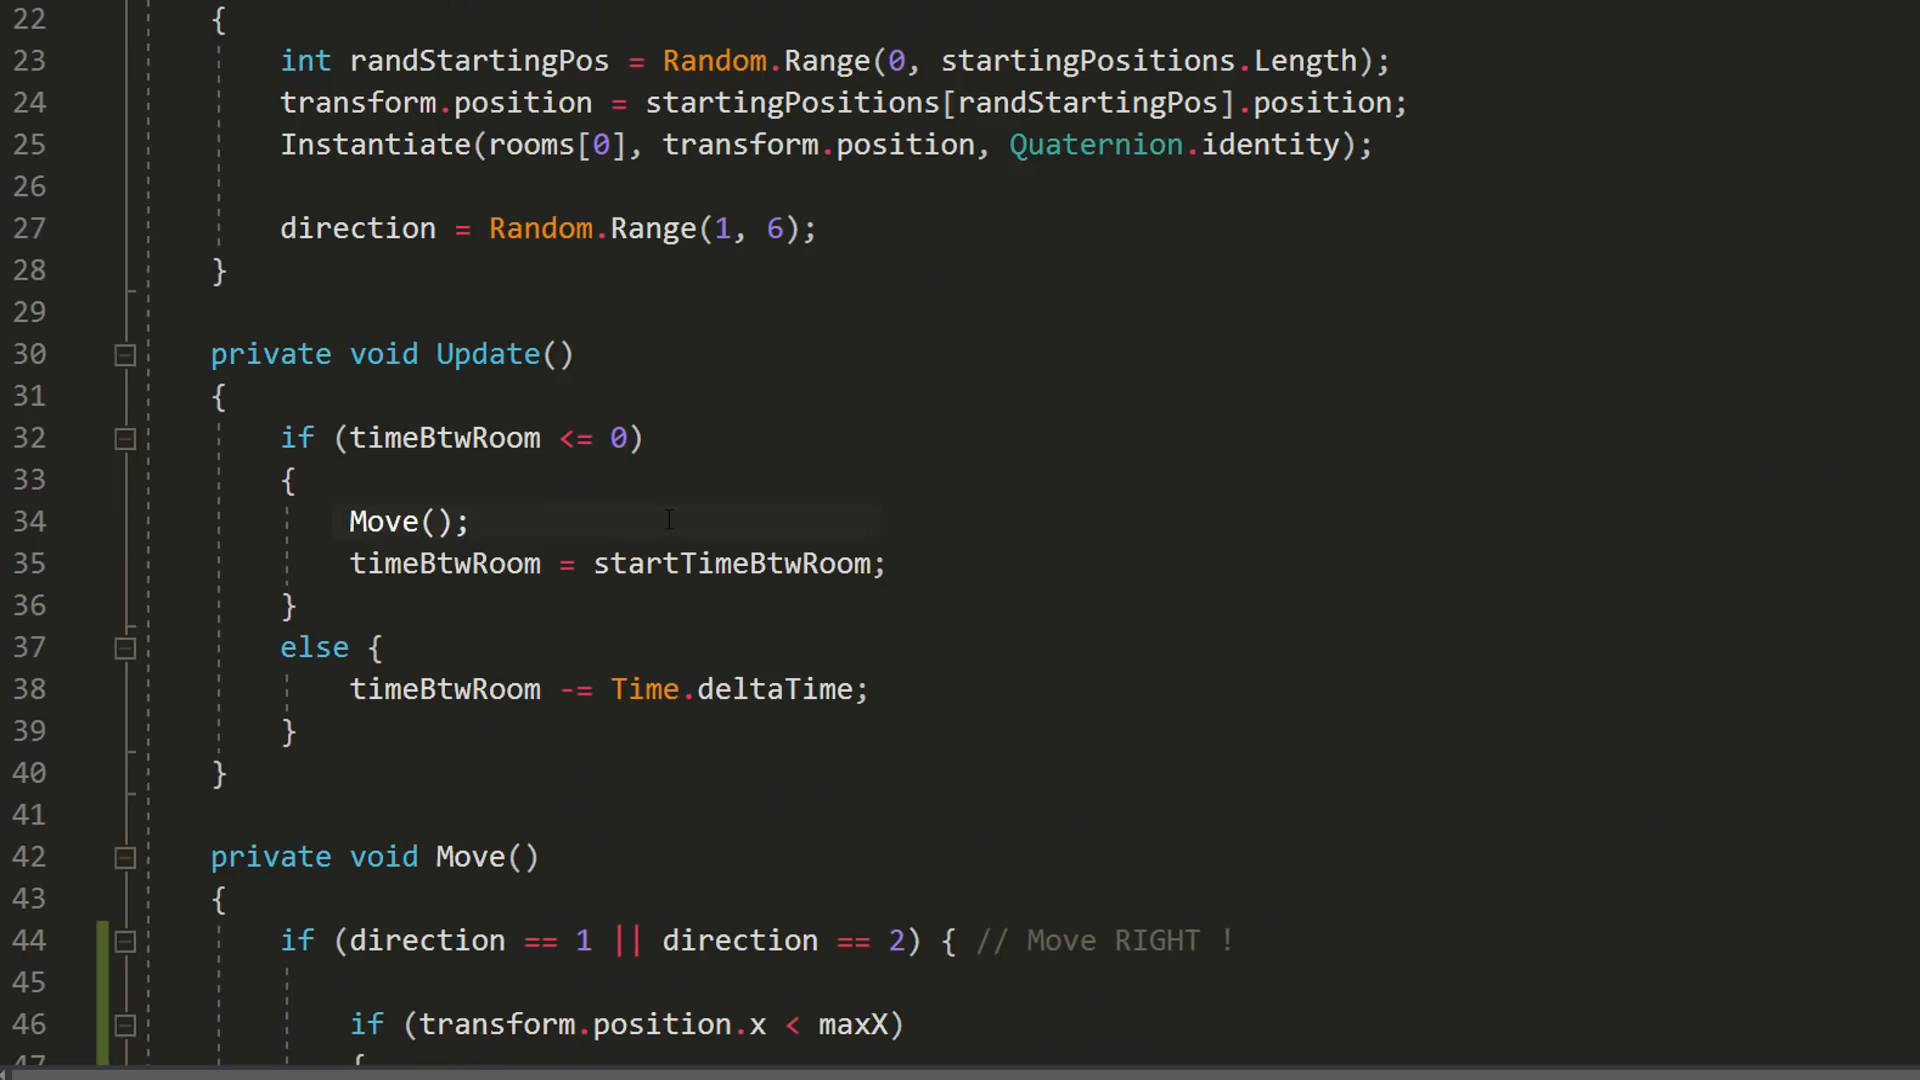 22 {
23 int randStartingPos = Random.Range(0, startingPositions.Length);
24 transform.position = startingPositions[randStartingPos].position;
25 Instantiate(rooms[0], transform.position, Quaternion.identity);
26
27 direction = Random.Range(1, 6);
28 }
29
30 private void Update()
31 {
32 if (timeBtwRoom <= 0)
33 {
34 Move();
35 timeBtwRoom = startTimeBtwRoom;
36 }
37 else {
38 timeBtwRoom -= Time.deltaTime;
39 }
40 }
41
42 private void Move()
43 {
44 if (direction == 1 || direction == 2) { // Move RIGHT !
45
46 if (transform.position.x < maxX)
47 {